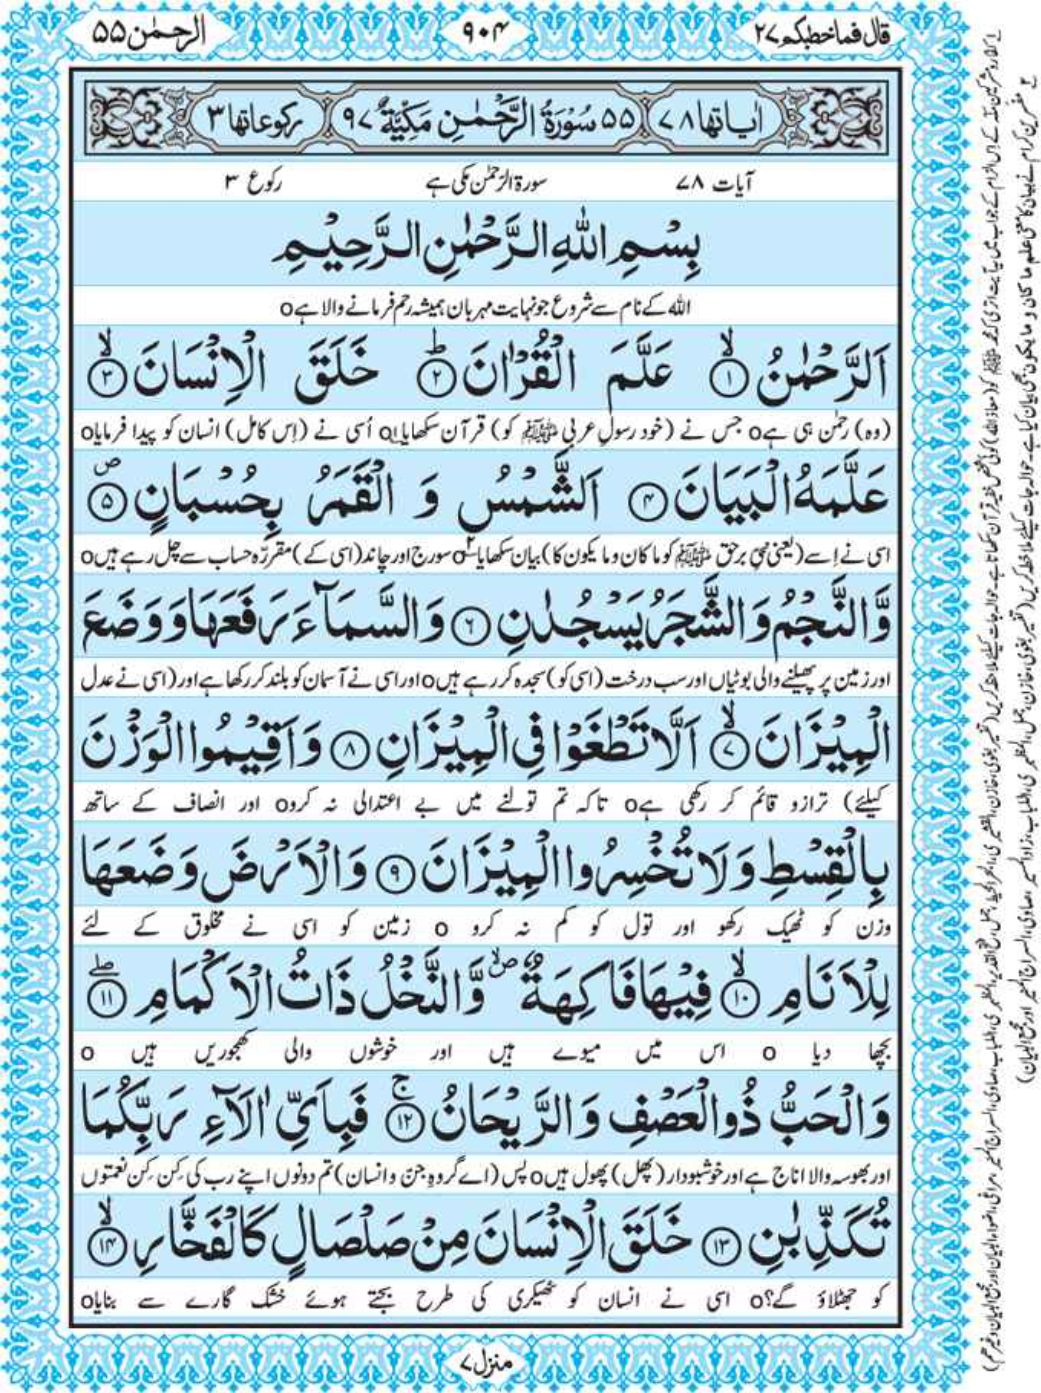 قال فماخطبکم ۲۷
۹۰۴
الرحمٰن ۵۵
اٰیاتھا ۷۸
۵۵ سُوْرَةُ الرَّحْمٰنِ مَكِّيَّةٌ ۹۷
رکوعاتھا ۳
آیات ۷۸
سورۃ الرّحمٰن مکی ہے
رکوع ۳
بِسْمِ اللّٰهِ الرَّحْمٰنِ الرَّحِيْمِ
اللہ کے نام سے شروع جو نہایت مہربان ہمیشہ رحم فرمانے والا ہے o
اَلرَّحْمٰنُ ۙ﴿۱﴾ عَلَّمَ الْقُرْاٰنَ ؕ﴿۲﴾ خَلَقَ الْاِنْسَانَ ۙ﴿۳﴾
(وہ) رحمٰن ہی ہے o جس نے (خود رسولِ عربی ﷺ کو) قرآن سکھایا۱ o اُسی نے (اِس کامل) انسان کو پیدا فرمایا o
عَلَّمَهُ الْبَيَانَ ﴿۴﴾ اَلشَّمْسُ وَ الْقَمَرُ بِحُسْبَانٍ ۪﴿۵﴾
اسی نے اِسے (یعنی نبیِ برحق ﷺ کو ما کان و ما یکون کا) بیان سکھایا۲ o سورج اور چاند (اسی کے) مقررّہ حساب سے چل رہے ہیں o
وَّ النَّجْمُ وَ الشَّجَرُ يَسْجُدٰنِ ﴿۶﴾ وَ السَّمَآءَ رَفَعَهَا وَ وَضَعَ
اور زمین پر پھیلنے والی بوٹیاں اور سب درخت (اسی کو) سجدہ کر رہے ہیں o اور اسی نے آسمان کو بلند کر رکھا ہے اور (اسی نے عدل
الْمِيْزَانَ ۙ﴿۷﴾ اَلَّا تَطْغَوْا فِي الْمِيْزَانِ ﴿۸﴾ وَ اَقِيْمُوا الْوَزْنَ
کیلئے) ترازو قائم کر رکھی ہے o تاکہ تم تولنے میں بے اعتدالی نہ کرو o اور انصاف کے ساتھ
بِالْقِسْطِ وَ لَا تُخْسِرُوا الْمِيْزَانَ ﴿۹﴾ وَ الْاَرْضَ وَضَعَهَا
وزن کو ٹھیک رکھو اور تول کو کم نہ کرو o زمین کو اسی نے مخلوق کے لئے
لِلْاَنَامِ ۙ﴿۱۰﴾ فِيْهَا فَاكِهَةٌ ۪ۙ وَّ النَّخْلُ ذَاتُ الْاَكْمَامِ ۖ﴿۱۱﴾
بچھا دیا o اس میں میوے ہیں اور خوشوں والی کھجوریں ہیں o
وَ الْحَبُّ ذُو الْعَصْفِ وَ الرَّيْحَانُ ۚ﴿۱۲﴾ فَبِاَيِّ اٰلَآءِ رَبِّكُمَا
اور بھوسہ والا اناج ہے اور خوشبودار (پھل) پھول ہیں o پس (اے گروہِ جنّ و انسان) تم دونوں اپنے رب کی کِن کِن نعمتوں
تُكَذِّبٰنِ ﴿۱۳﴾ خَلَقَ الْاِنْسَانَ مِنْ صَلْصَالٍ كَالْفَخَّارِ ۙ﴿۱۴﴾
کو جھٹلاؤ گے؟ o اسی نے انسان کو ٹھیکری کی طرح بجتے ہوئے خشک گارے سے بنایا o
منزل ۷